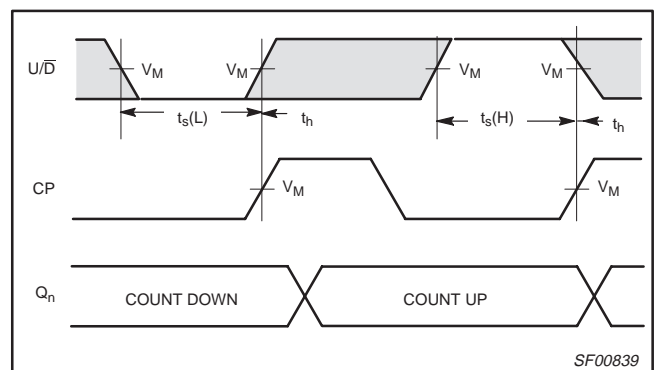 U/D̅ V_M V_M V_M V_M
t_s(L) t_h t_s(H) t_h
CP V_M V_M
Q_n COUNT DOWN COUNT UP
SF00839